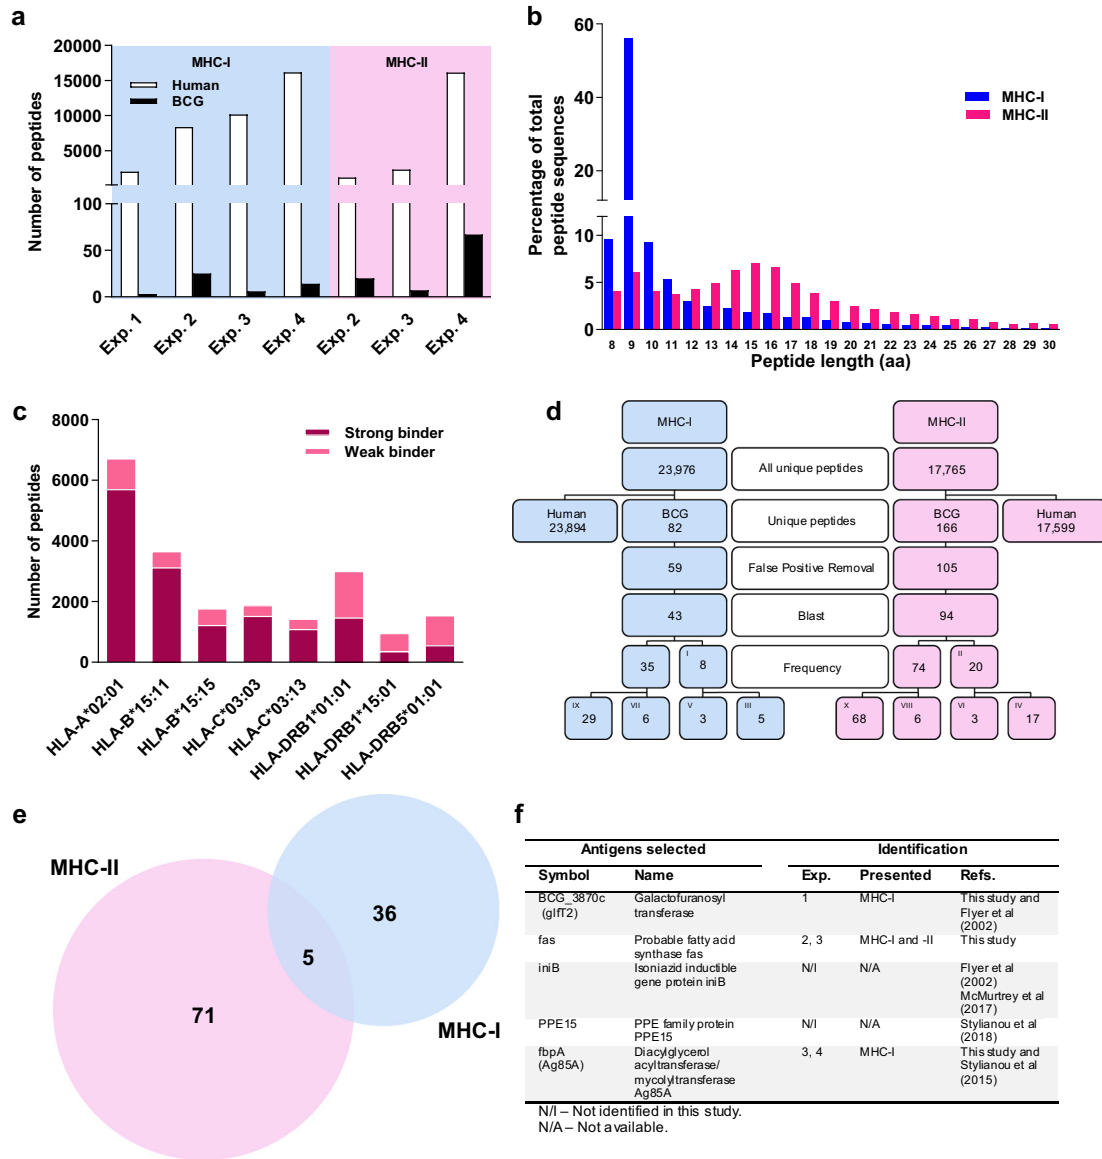 a
20000
15000
10000
5000
100
50
0
Number of peptides
MHC-I
MHC-II
Human
BCG
Exp. 1
Exp. 2
Exp. 3
Exp. 4
Exp. 2
Exp. 3
Exp. 4
b
60
40
20
10
5
0
Percentage of total
peptide sequences
MHC-I
MHC-II
8 9 10 11 12 13 14 15 16 17 18 19 20 21 22 23 24 25 26 27 28 29 30
Peptide length (aa)
c
8000
6000
4000
2000
0
Number of peptides
Strong binder
Weak binder
HLA-A*02:01
HLA-B*15:11
HLA-B*15:15
HLA-C*03:03
HLA-C*03:13
HLA-DRB1*01:01
HLA-DRB1*15:01
HLA-DRB5*01:01
d
MHC-I
MHC-II
23,976
All unique peptides
17,765
Human
23,894
BCG
82
Unique peptides
BCG
166
Human
17,599
59
False Positive Removal
105
43
Blast
94
35
I
8
Frequency
74
II
20
IX
29
VII
6
V
3
III
5
X
68
VIII
6
VI
3
IV
17
e
MHC-II
36
5
71
MHC-I
f
Antigens selected Identification
Symbol Name Exp. Presented Refs.
BCG_3870c Galactofuranosyl 1 MHC-I This study and
(glfT2) transferase Flyer et al
(2002)
fas Probable fatty acid 2, 3 MHC-I and -II This study
synthase fas
iniB Isoniazid inductible N/I N/A Flyer et al
gene protein iniB (2002)
McMurtrey et al
(2017)
PPE15 PPE family protein N/I N/A Stylianou et al
PPE15 (2018)
fbpA Diacylglycerol 3, 4 MHC-I This study and
(Ag85A) acyltransferase/ Stylianou et al
mycolyltransferase (2015)
Ag85A
N/I – Not identified in this study.
N/A – Not available.